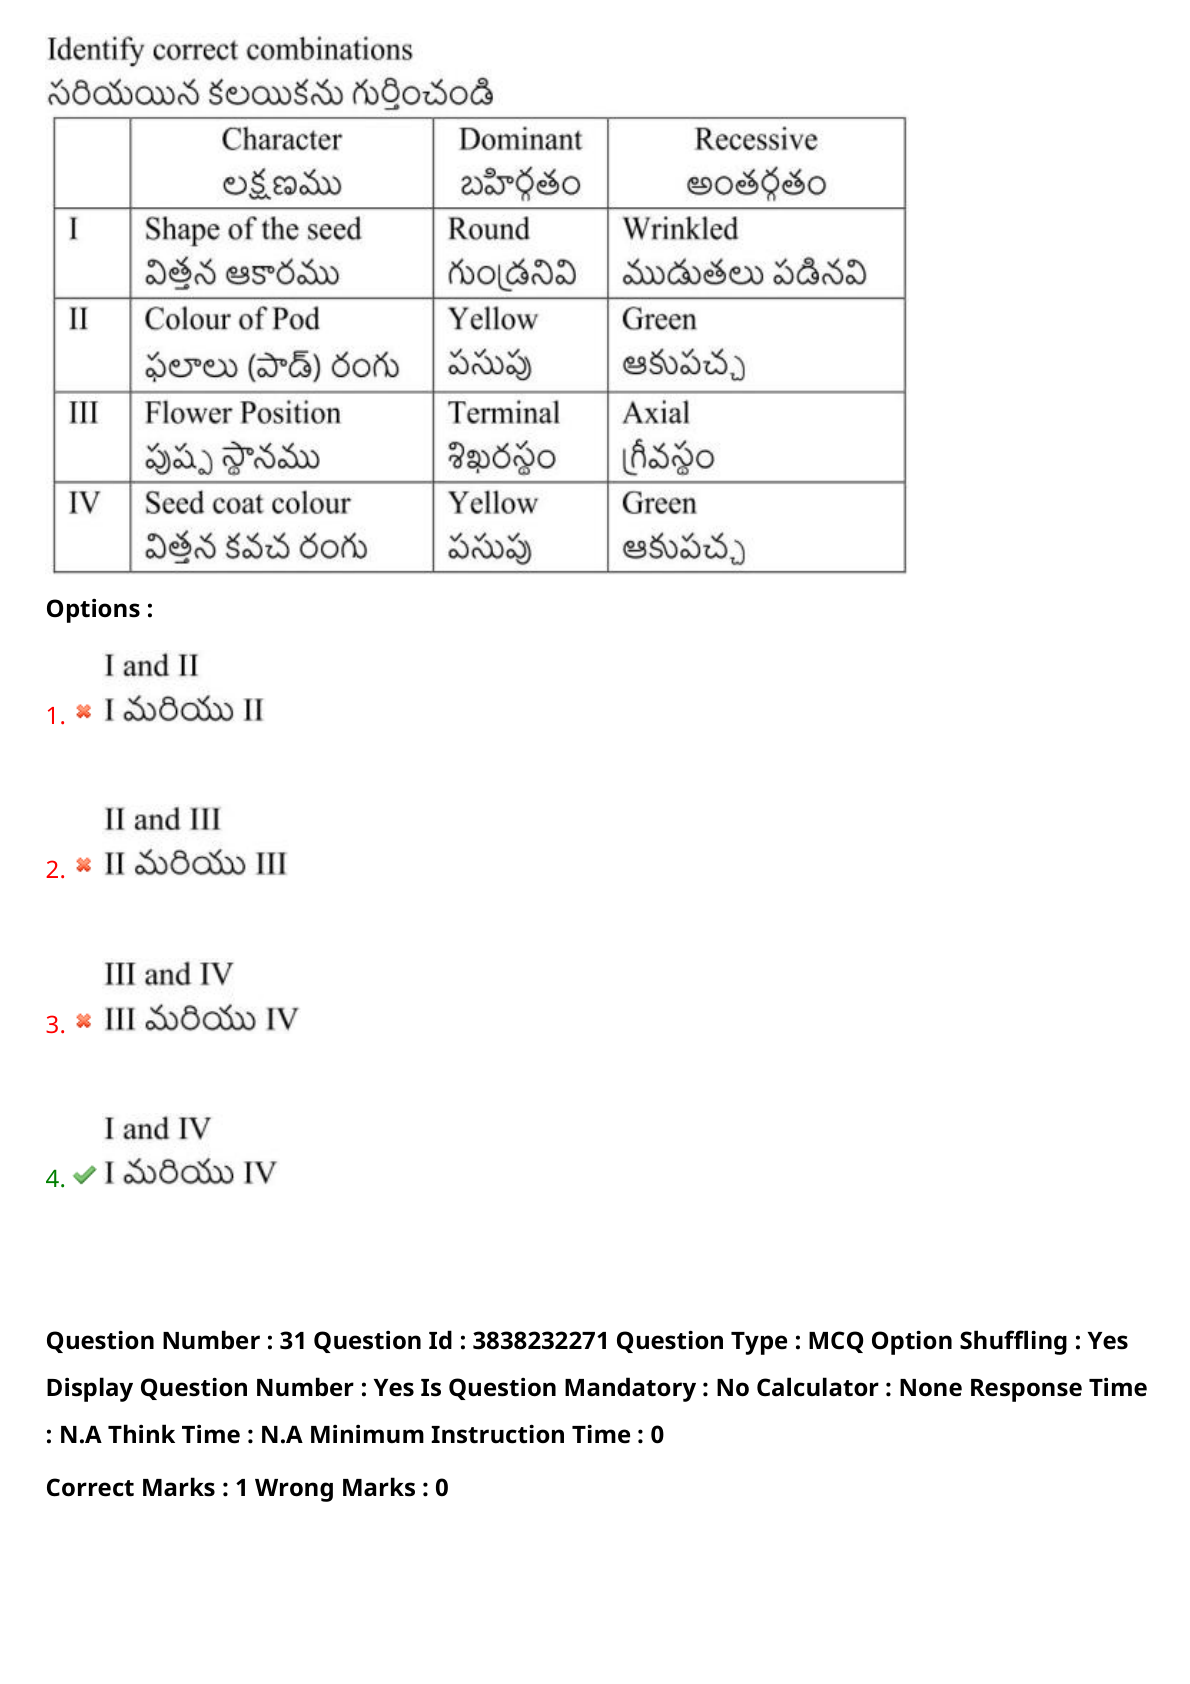 Identify correct combinations
సరియయిన కలయికను గుర్తించండి
Character Dominant Recessive
లక్షణము బహిర్గతం అంతర్గతం
I Shape of the seed Round Wrinkled
విత్తన ఆకారము గుండ్రనివి ముడుతలు పడినవి
II Colour of Pod Yellow Green
ఫలాలు (పాడ్) రంగు పసుపు ఆకుపచ్చ
III Flower Position Terminal Axial
పుష్ప స్థానము శిఖరస్థం గ్రీవస్థం
IV Seed coat colour Yellow Green
విత్తన కవచ రంగు పసుపు ఆకుపచ్చ
Options :
I and II
1. I మరియు II
II and III
2. II మరియు III
III and IV
3. III మరియు IV
I and IV
4. I మరియు IV
Question Number : 31 Question Id : 3838232271 Question Type : MCQ Option Shuffling : Yes
Display Question Number : Yes Is Question Mandatory : No Calculator : None Response Time
: N.A Think Time : N.A Minimum Instruction Time : 0
Correct Marks : 1 Wrong Marks : 0